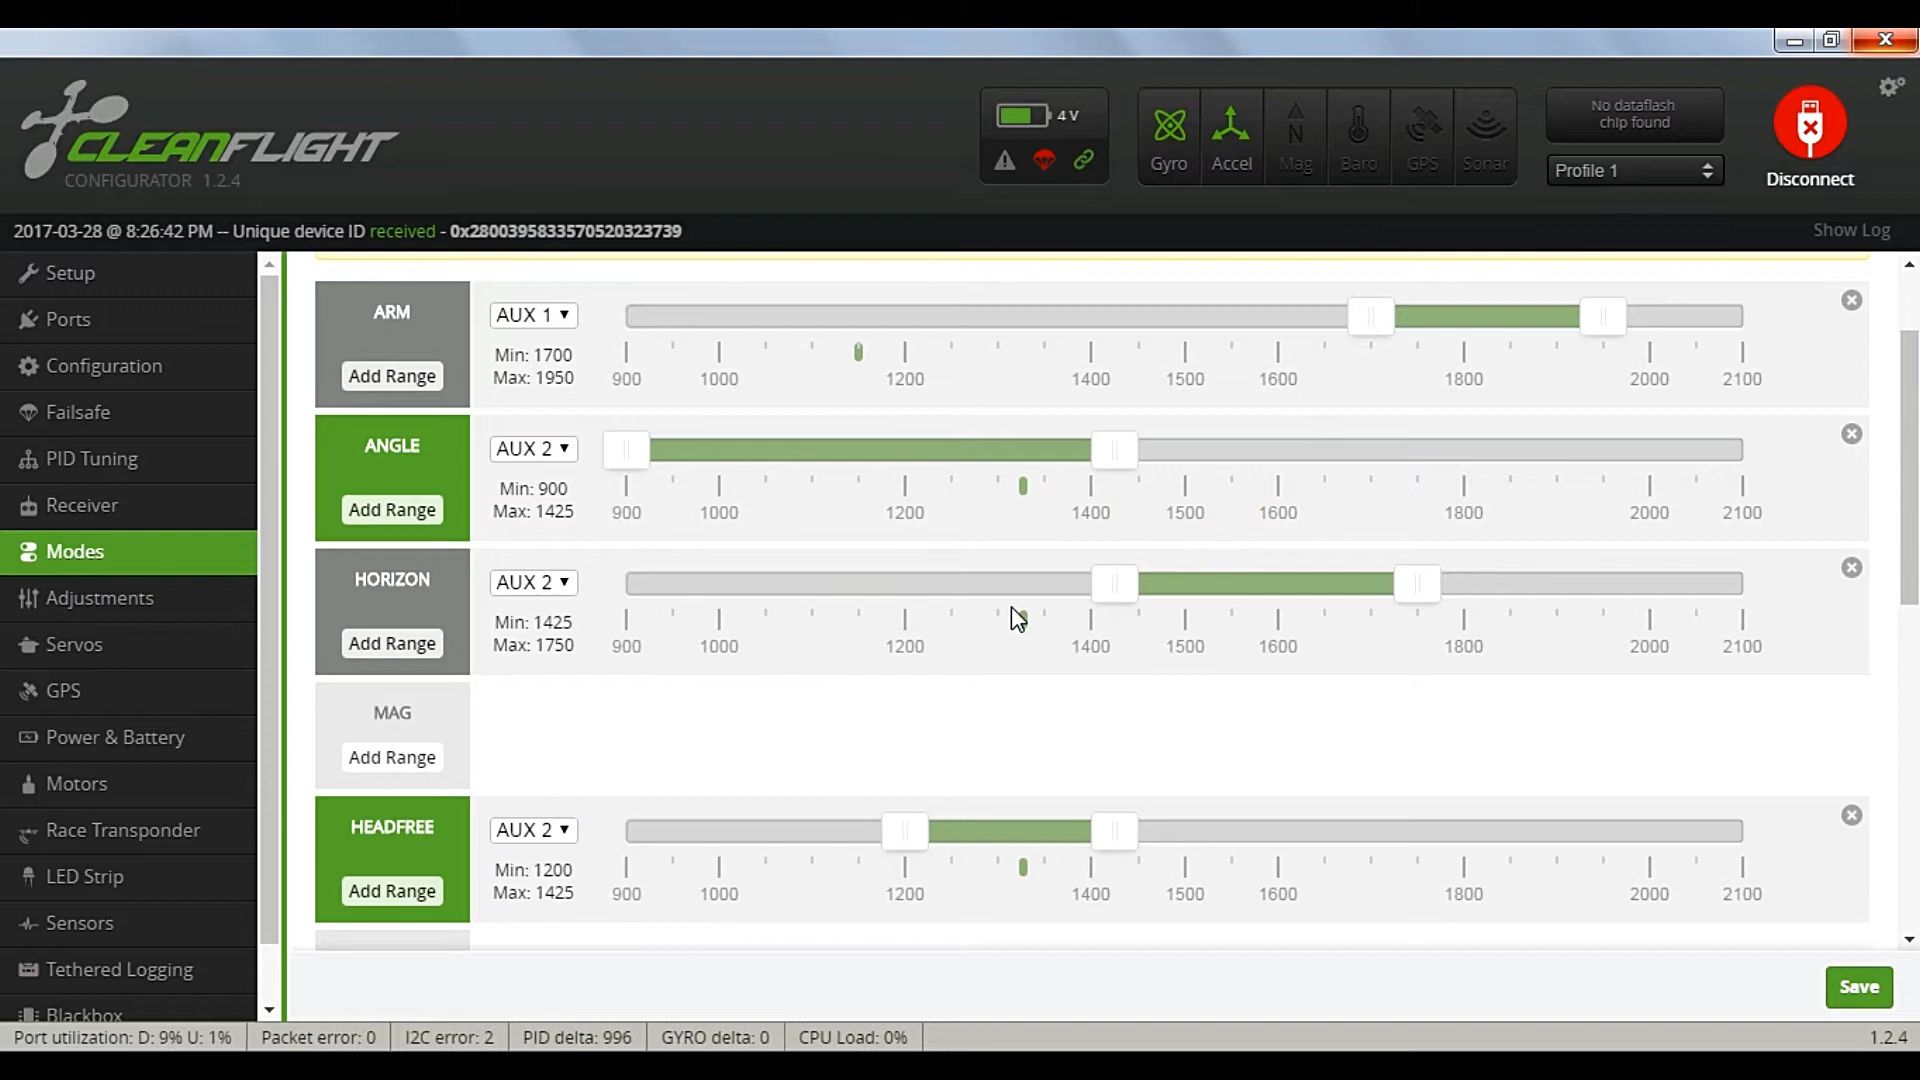 4 V
CLEANFLIGHT
CONFIGURATOR 1.2.4
Gyro
Accel
Mag
Baro
GPS
Sonar
No dataflash
chip found
Profile 1
Disconnect
2017-03-28 @ 8:26:42 PM -- Unique device ID received - 0x2800395833570520323739
Show Log
Setup
Ports
Configuration
Failsafe
PID Tuning
Receiver
Modes
Adjustments
Servos
GPS
Power & Battery
Motors
Race Transponder
LED Strip
Sensors
Tethered Logging
Blackbox
ARM
Add Range
AUX 1
Min: 1700
Max: 1950
900 1000 1200 1400 1500 1600 1800 2000 2100
ANGLE
Add Range
AUX 2
Min: 900
Max: 1425
900 1000 1200 1400 1500 1600 1800 2000 2100
HORIZON
Add Range
AUX 2
Min: 1425
Max: 1750
900 1000 1200 1400 1500 1600 1800 2000 2100
MAG
Add Range
HEADFREE
Add Range
AUX 2
Min: 1200
Max: 1425
900 1000 1200 1400 1500 1600 1800 2000 2100
Save
Port utilization: D: 9% U: 1%
Packet error: 0
I2C error: 2
PID delta: 996
GYRO delta: 0
CPU Load: 0%
1.2.4